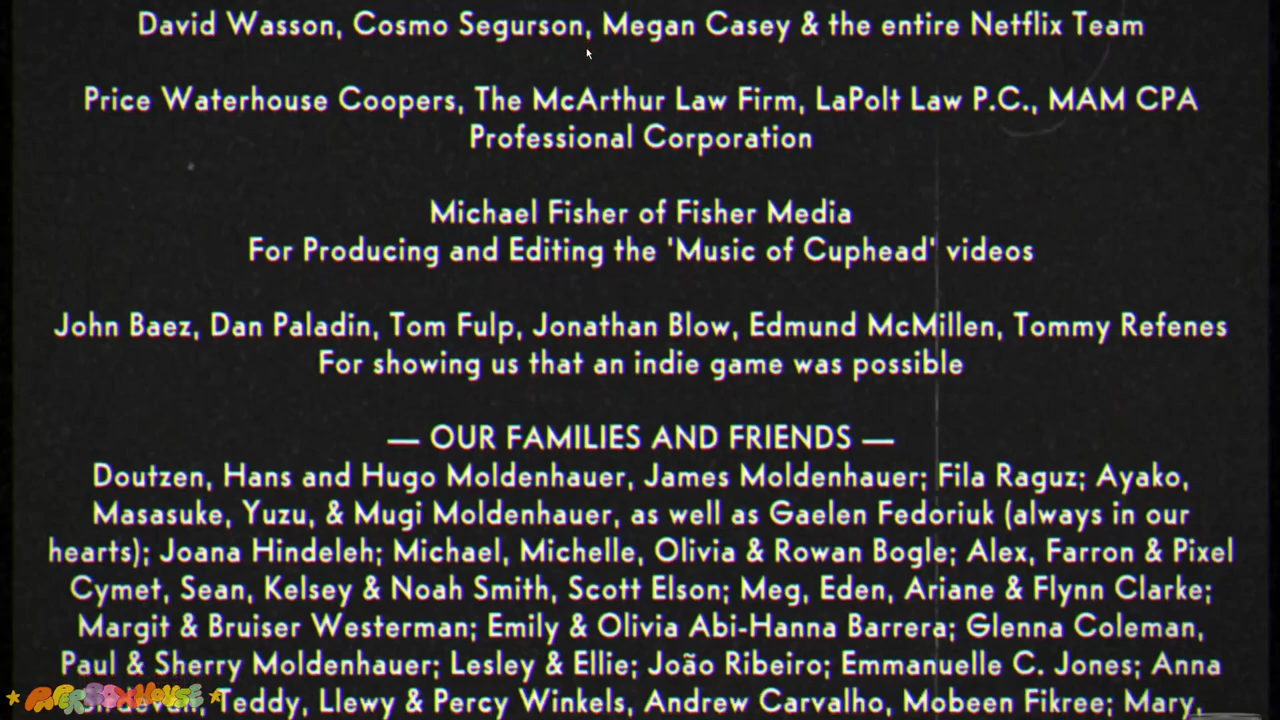 David Wasson, Cosmo Segurson, Megan Casey & the entire Netflix Team
Price Waterhouse Coopers, The McArthur Law Firm, LaPolt Law P.C., MAM CPA
Professional Corporation
Michael Fisher of Fisher Media
For Producing and Editing the 'Music of Cuphead' videos
John Baez, Dan Paladin, Tom Fulp, Jonathan Blow, Edmund McMillen, Tommy Refenes
For showing us that an indie game was possible
— OUR FAMILIES AND FRIENDS —
Doutzen, Hans and Hugo Moldenhauer, James Moldenhauer; Fila Raguz; Ayako,
Masasuke, Yuzu, & Mugi Moldenhauer, as well as Gaelen Fedoriuk (always in our
hearts); Joana Hindeleh; Michael, Michelle, Olivia & Rowan Bogle; Alex, Farron & Pixel
Cymet, Sean, Kelsey & Noah Smith, Scott Elson; Meg, Eden, Ariane & Flynn Clarke;
Margit & Bruiser Westerman; Emily & Olivia Abi-Hanna Barrera; Glenna Coleman,
Paul & Sherry Moldenhauer; Lesley & Ellie; João Ribeiro; Emmanuelle C. Jones; Anna
Teddy, Llewy & Percy Winkels, Andrew Carvalho, Mobeen Fikree; Mary,
PAPERBOXHOUSE